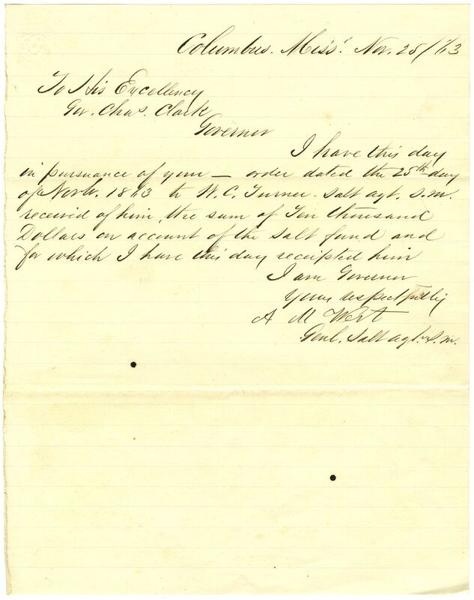 Columbus. Miss. Nov. 25/63
To His Excellency
Gov. Chas. Clark
Governor
I have this day
in pursuance of your — order dated the 25th day
of Novb. 1863 to W. C. Turner. Salt agt. S. M.
received of him, the sum of Ten thousand
Dollars on account of the Salt fund and
for which I have this day receipted him
I am Governor
Yours respectfully
A M West
Genl. Salt agt. S. M.